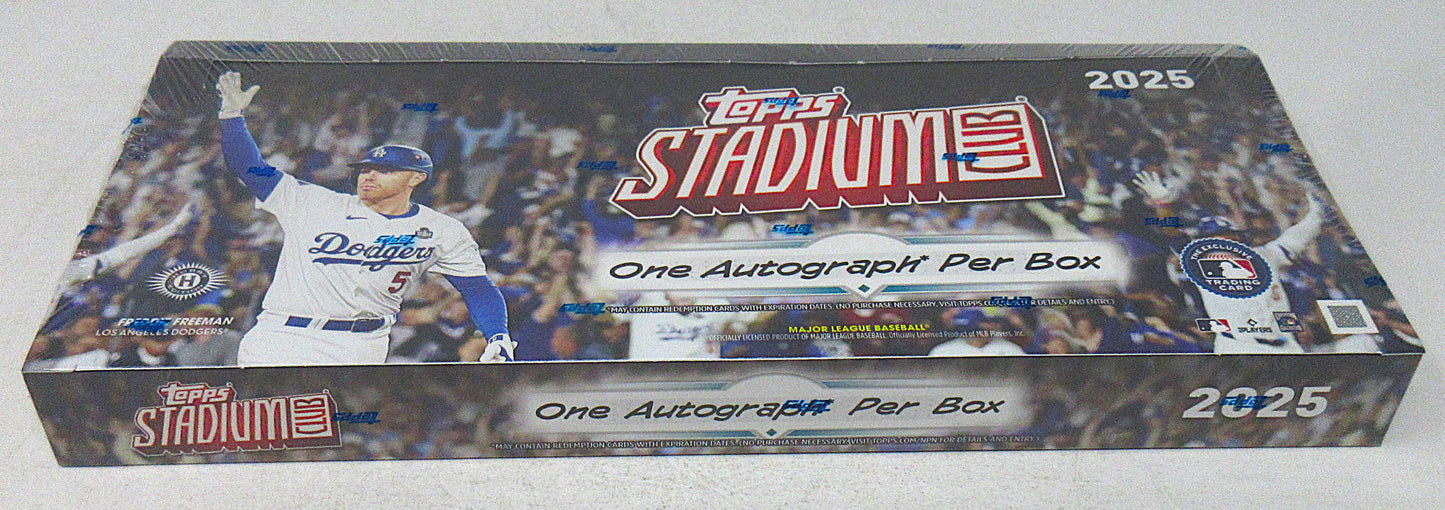 2025
Topps
STADIUM CLUB
Dodgers
5
One Autograph* Per Box
*MAY CONTAIN REDEMPTION CARDS WITH EXPIRATION DATES. (NO PURCHASE NECESSARY, VISIT TOPPS. DETAILS AND ENTRY.)
THE EXCLUSIVE
TRADING CARD
H
FREEMAN
LOS ANGELES DODGERS®
MAJOR LEAGUE BASEBALL®
OFFICIALLY LICENSED PRODUCT OF MAJOR LEAGUE BASEBALL. Officially Licensed Product of MLB Players, Inc.
PLAYERS
Topps
STADIUM CLUB
One Autograph* Per Box
2025
*MAY CONTAIN REDEMPTION CARDS WITH EXPIRATION DATES. (NO PURCHASE NECESSARY, VISIT TOPPS.COM/NPN FOR DETAILS AND ENTRY.)